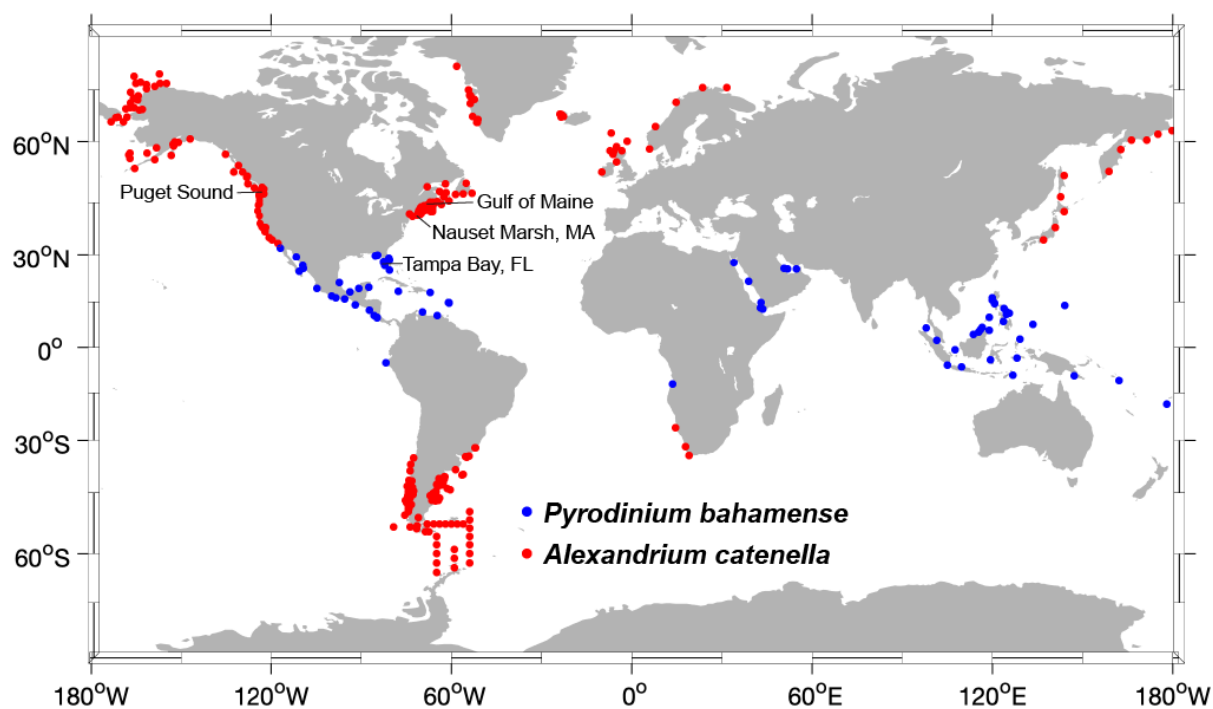 60°N
Puget Sound
Gulf of Maine
Nauset Marsh, MA
30°N
Tampa Bay, FL
0°
30°S
Pyrodinium bahamense
Alexandrium catenella
60°S
180°W 120°W 60°W 0° 60°E 120°E 180°W